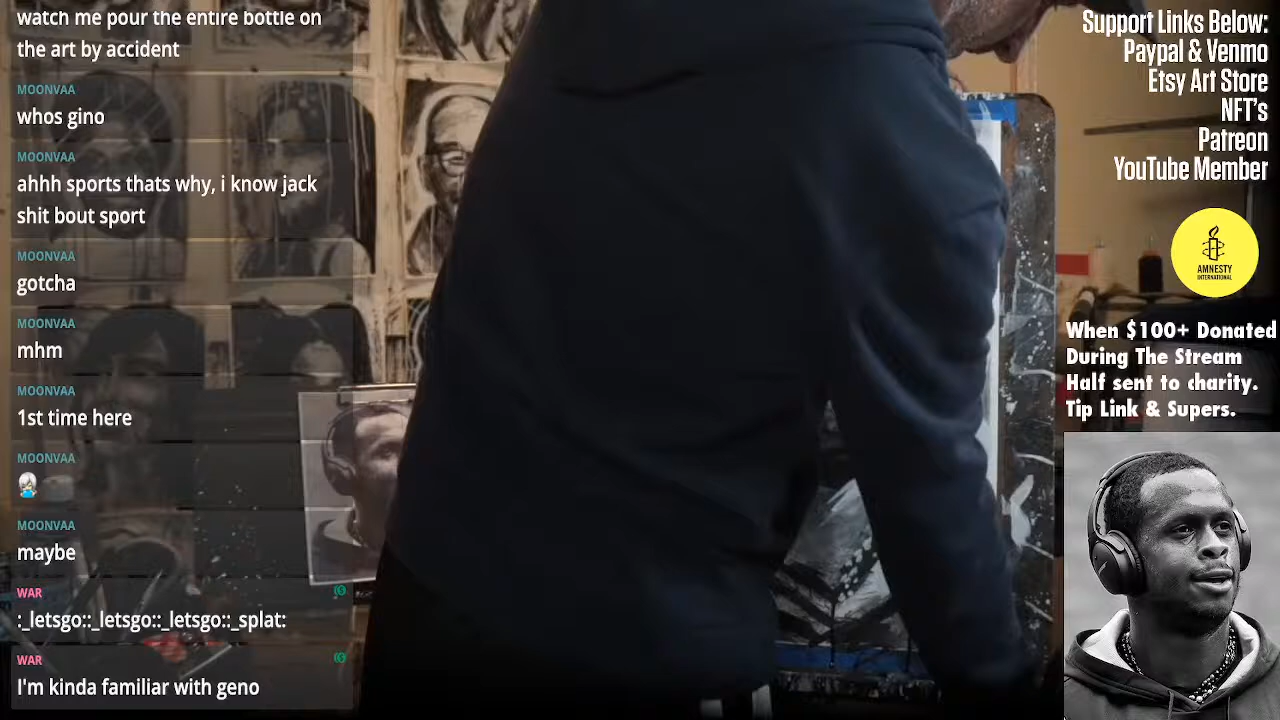 watch me pour the entire bottle on
the art by accident
MOONVAA
whos gino
MOONVAA
ahhh sports thats why, i know jack
shit bout sport
MOONVAA
gotcha
MOONVAA
mhm
MOONVAA
1st time here
MOONVAA
MOONVAA
maybe
WAR
:_letsgo::_letsgo::_letsgo::_splat:
WAR
I'm kinda familiar with geno
Support Links Below:
Paypal & Venmo
Etsy Art Store
NFT's
Patreon
YouTube Member
AMNESTY
INTERNATIONAL
When $100+ Donated
During The Stream
Half sent to charity.
Tip Link & Supers.